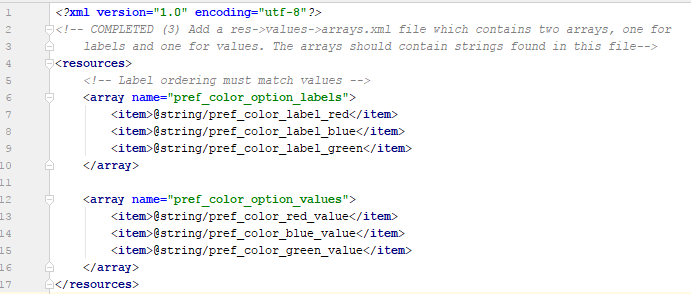 1 <?xml version="1.0" encoding="utf-8"?>
2 <!-- COMPLETED (3) Add a res->values->arrays.xml file which contains two arrays, one for
3 labels and one for values. The arrays should contain strings found in this file-->
4 <resources>
5 <!-- Label ordering must match values -->
6 <array name="pref_color_option_labels">
7 <item>@string/pref_color_label_red</item>
8 <item>@string/pref_color_label_blue</item>
9 <item>@string/pref_color_label_green</item>
10 </array>
11
12 <array name="pref_color_option_values">
13 <item>@string/pref_color_red_value</item>
14 <item>@string/pref_color_blue_value</item>
15 <item>@string/pref_color_green_value</item>
16 </array>
17 </resources>